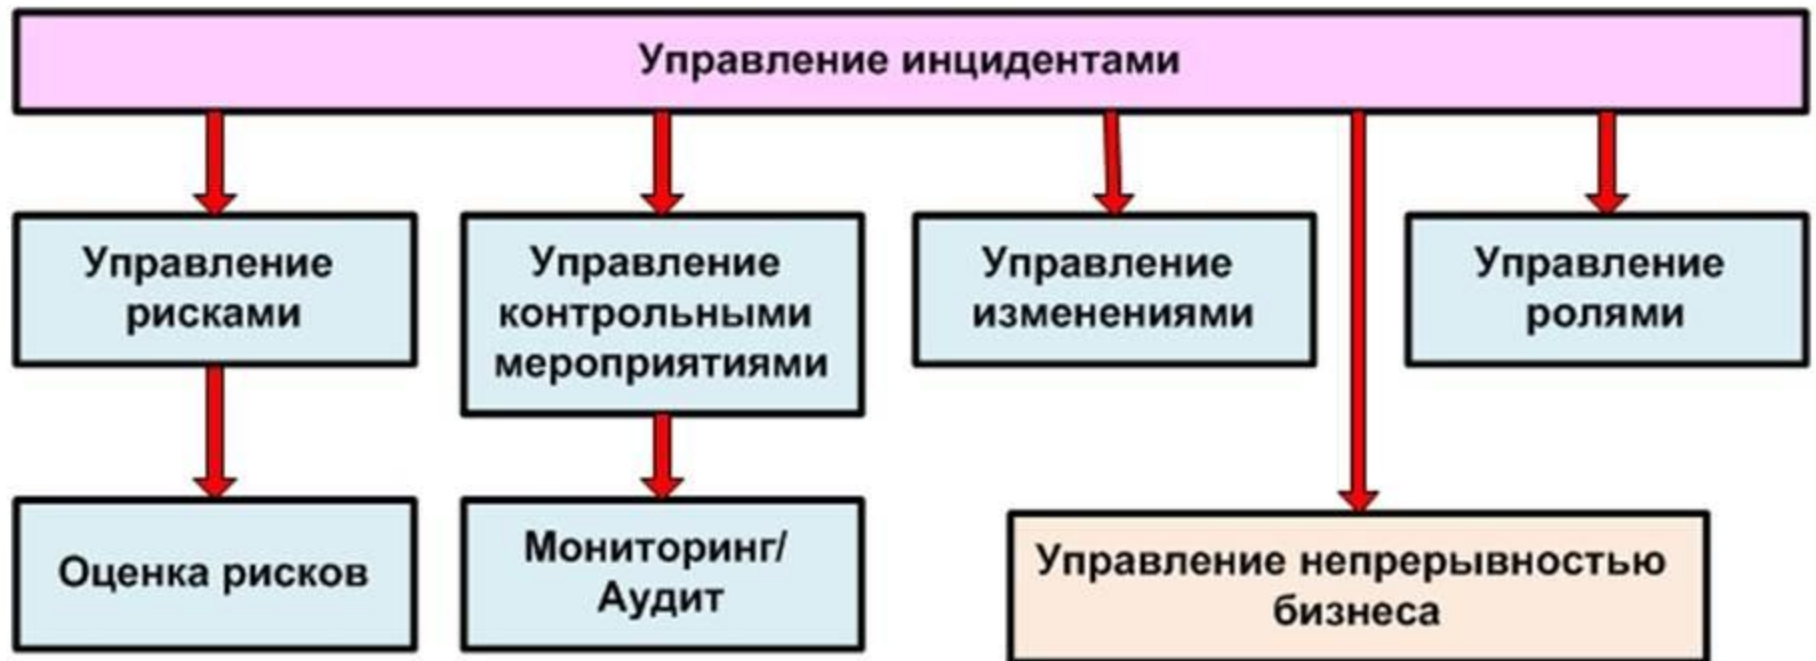 Управление инцидентами
Управление
рисками
Управление
контрольными
мероприятиями
Управление
изменениями
Управление
ролями
Оценка рисков
Мониторинг/
Аудит
Управление непрерывностью
бизнеса